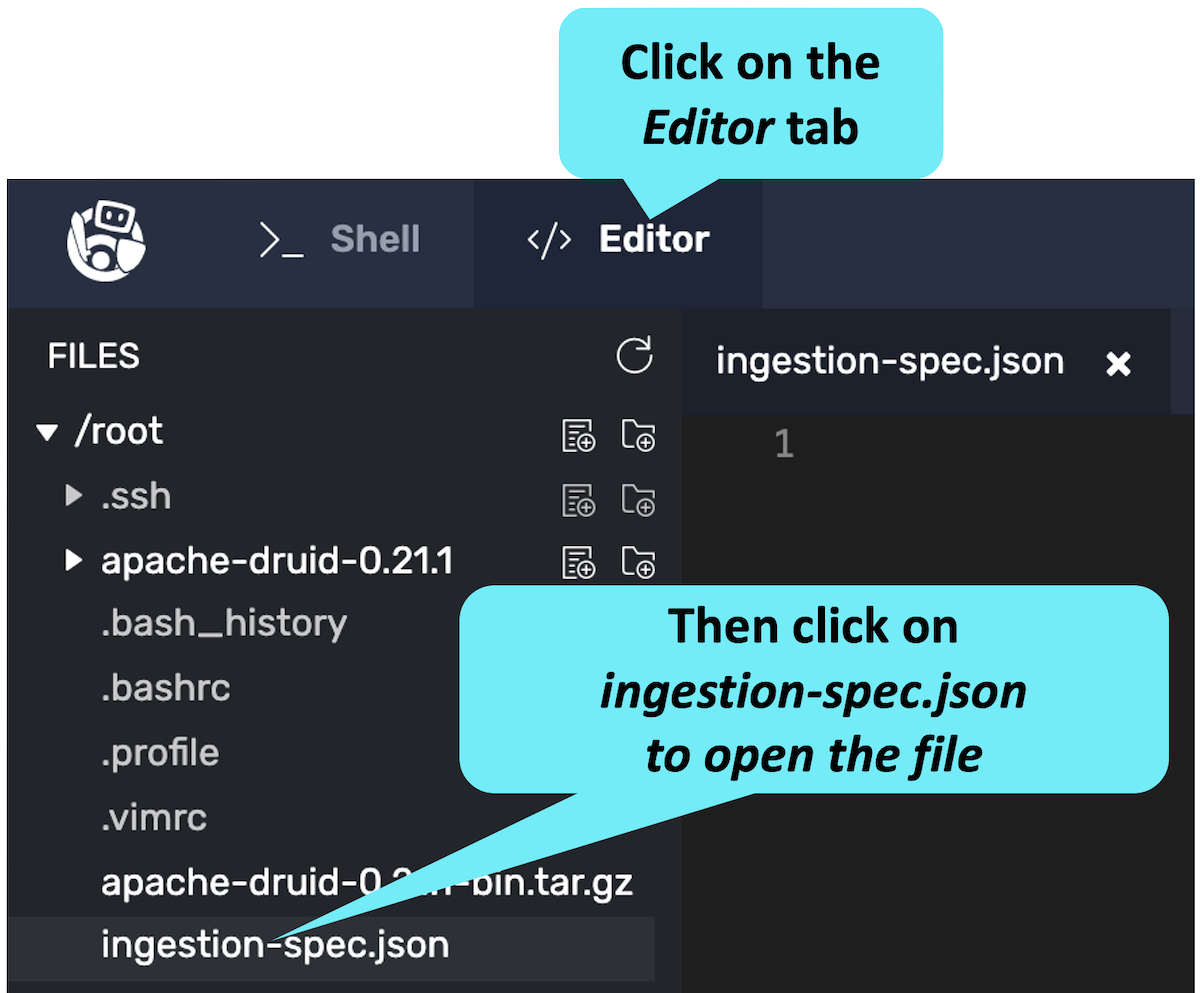 Click on the
Editor tab
>_ Shell
</> Editor
FILES
ingestion-spec.json ×
/root
1
.ssh
apache-druid-0.21.1
.bash_history
Then click on
ingestion-spec.json
to open the file
.bashrc
.profile
.vimrc
apache-druid-0.2 -bin.tar.gz
ingestion-spec.json